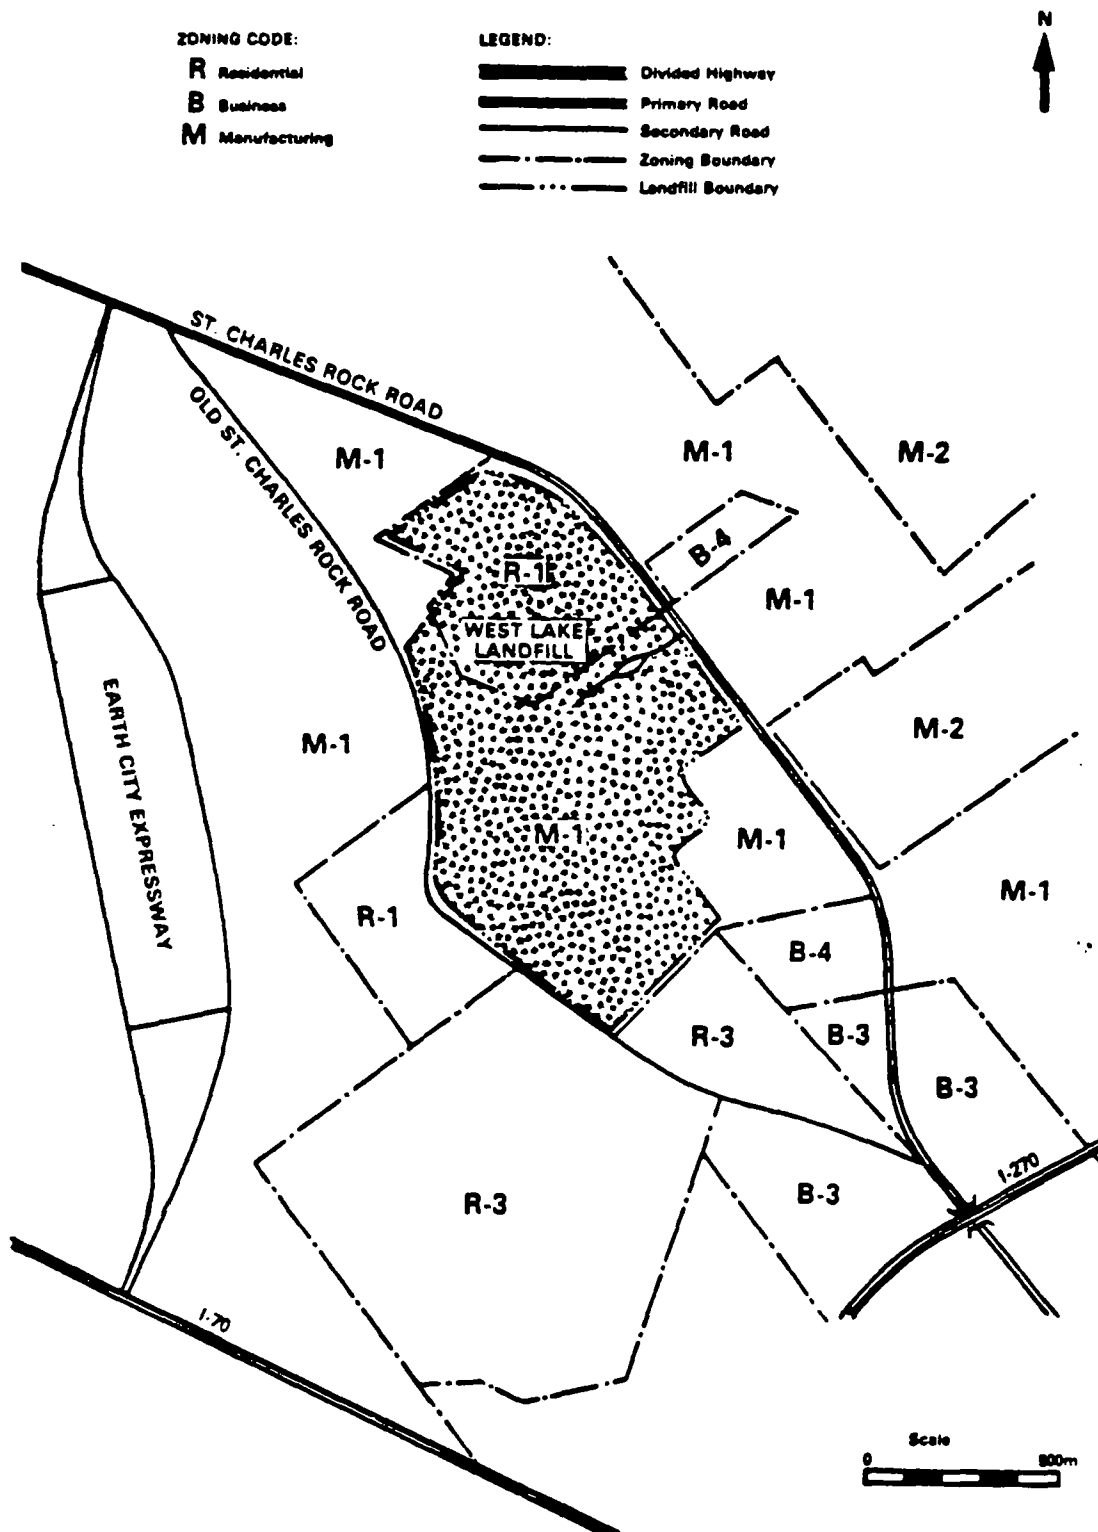 ZONING CODE:
R Residential
B Business
M Manufacturing
LEGEND:
Divided Highway
Primary Road
Secondary Road
Zoning Boundary
Landfill Boundary
N
ST. CHARLES ROCK ROAD
OLD ST. CHARLES ROCK ROAD
M-1
M-1
M-2
B-4
R-1
M-1
WEST LAKE
LANDFILL
EARTH CITY EXPRESSWAY
M-1
M-2
M-1
M-1
M-1
R-1
B-4
R-3
B-3
B-3
I-270
R-3
B-3
I-70
Scale
0